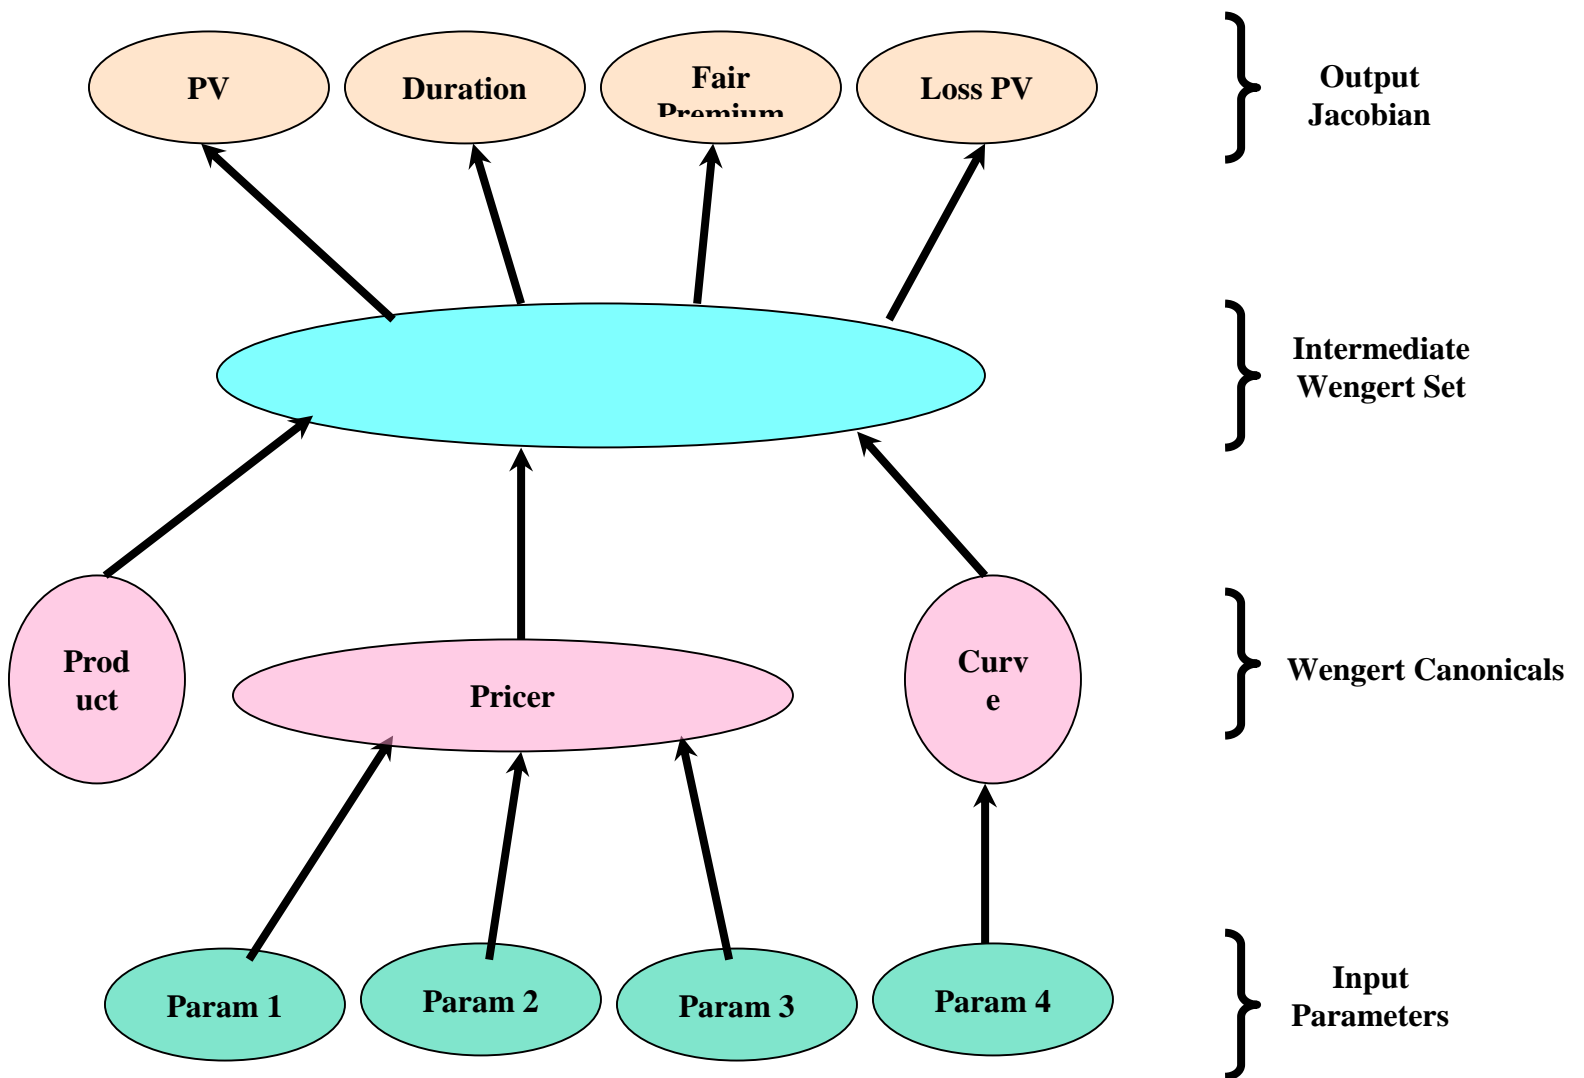 PV
Duration
Fair
Premium
Loss PV
Output
Jacobian
Intermediate
Wengert Set
Prod
uct
Pricer
Curv
e
Wengert Canonicals
Param 1
Param 2
Param 3
Param 4
Input
Parameters